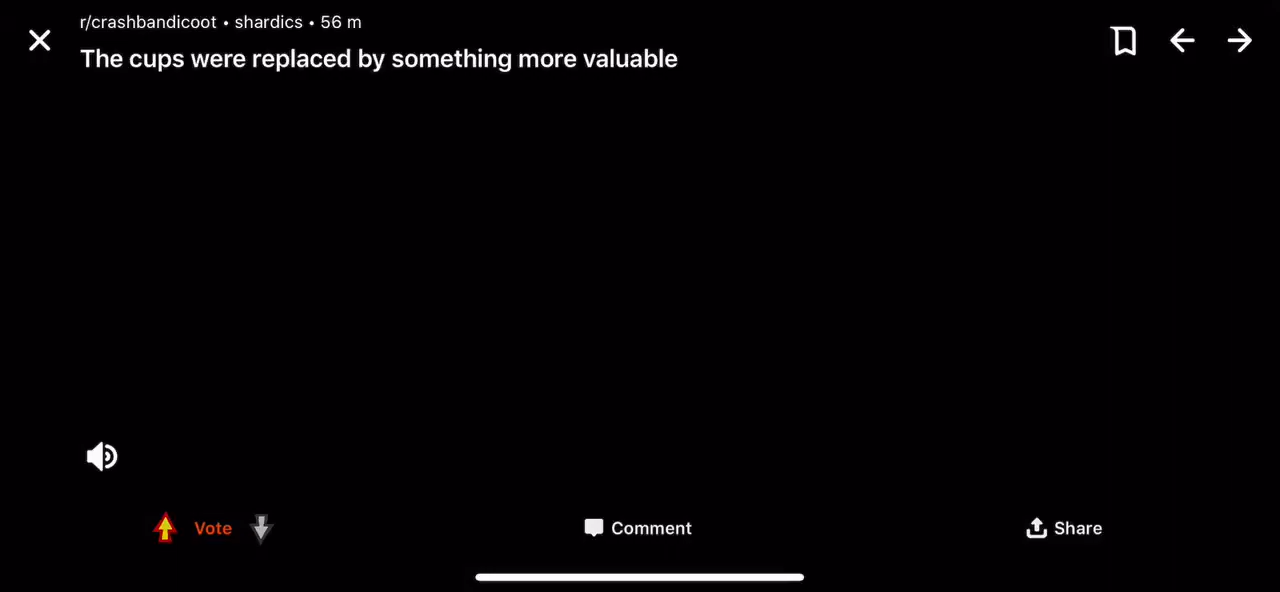 r/crashbandicoot • shardics • 56 m
The cups were replaced by something more valuable
Vote
Comment
Share